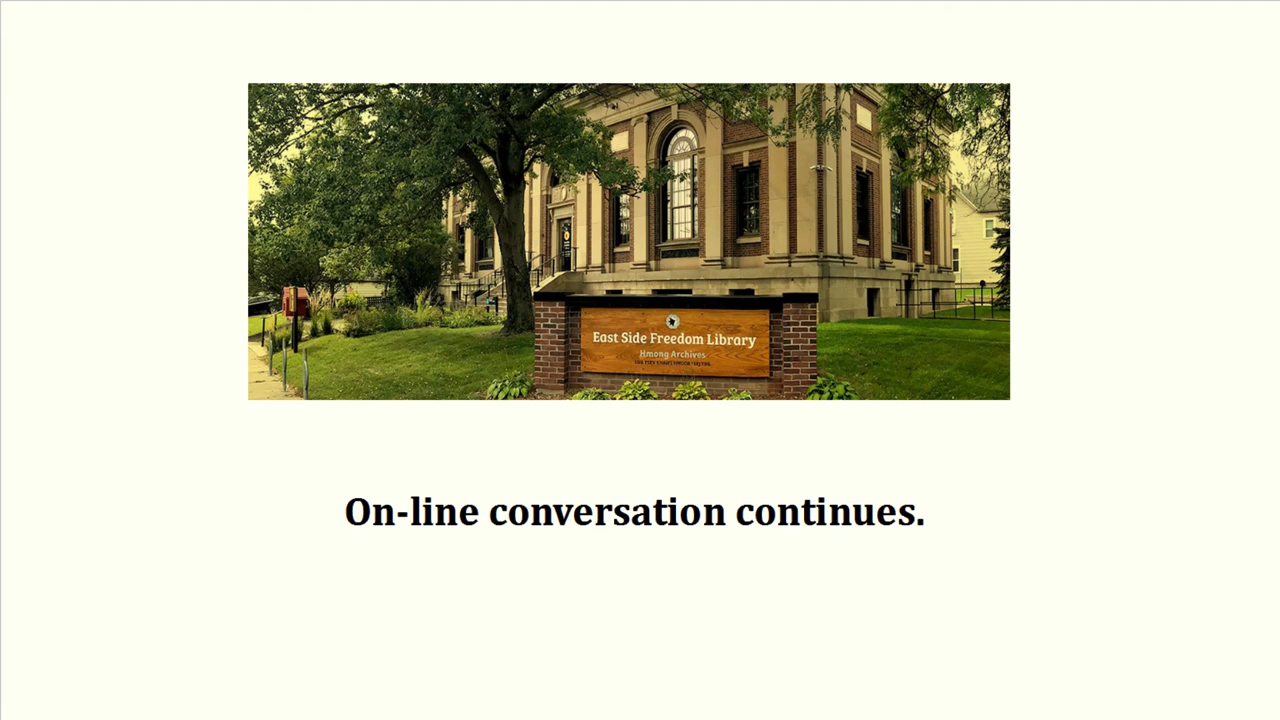 East Side Freedom Library
Hmong Archives
On-line conversation continues.